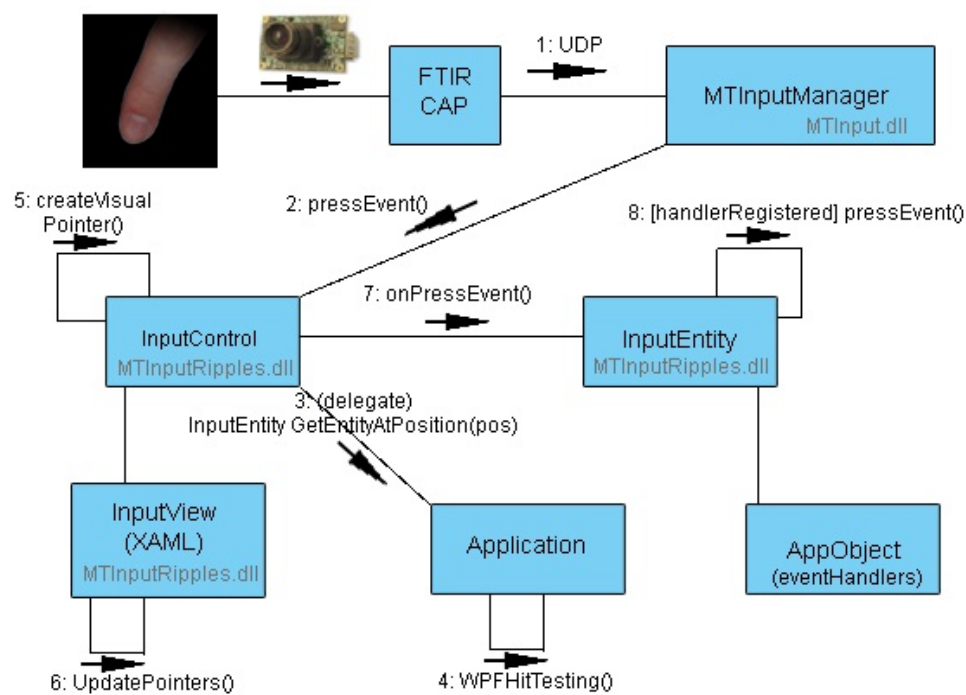 1: UDP
FTIR
CAP
MTInputManager
MTInput.dll
5: createVisual
Pointer()
2: pressEvent()
8: [handlerRegistered] pressEvent()
7: onPressEvent()
InputControl
MTInputRipples.dll
InputEntity
MTInputRipples.dll
3: (delegate)
InputEntity GetEntityAtPosition(pos)
InputView
(XAML)
MTInputRipples.dll
Application
AppObject
(eventHandlers)
6: UpdatePointers()
4: WPFHitTesting()